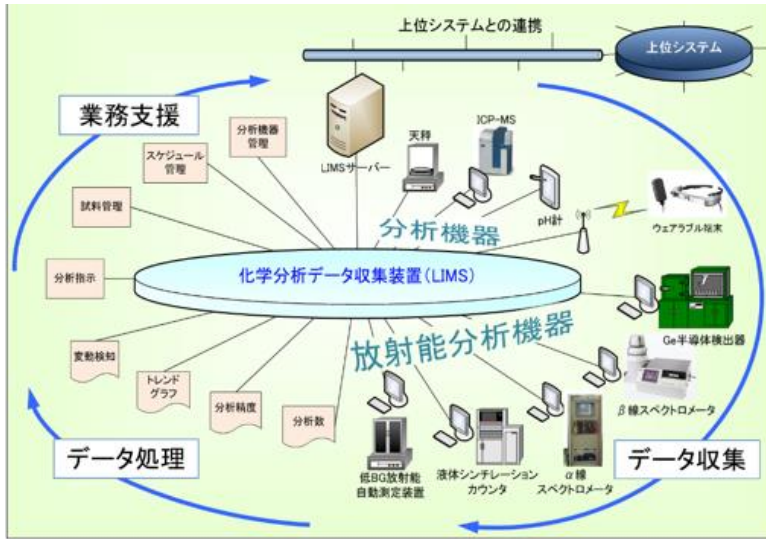 上位システムとの連携
上位システム
業務支援
分析機器
管理
スケジュール
管理
試料管理
分析指示
LIMSサーバー
天秤
ICP-MS
pH計
ウェアラブル端末
分析機器
化学分析データ収集装置(LIMS)
放射能分析機器
Ge半導体検出器
β線スペクトロメータ
変動検知
トレンド
グラフ
分析精度
分析数
データ処理
低BG放射能
自動測定装置
液体シンチレーション
カウンタ
α線
スペクトロメータ
データ収集